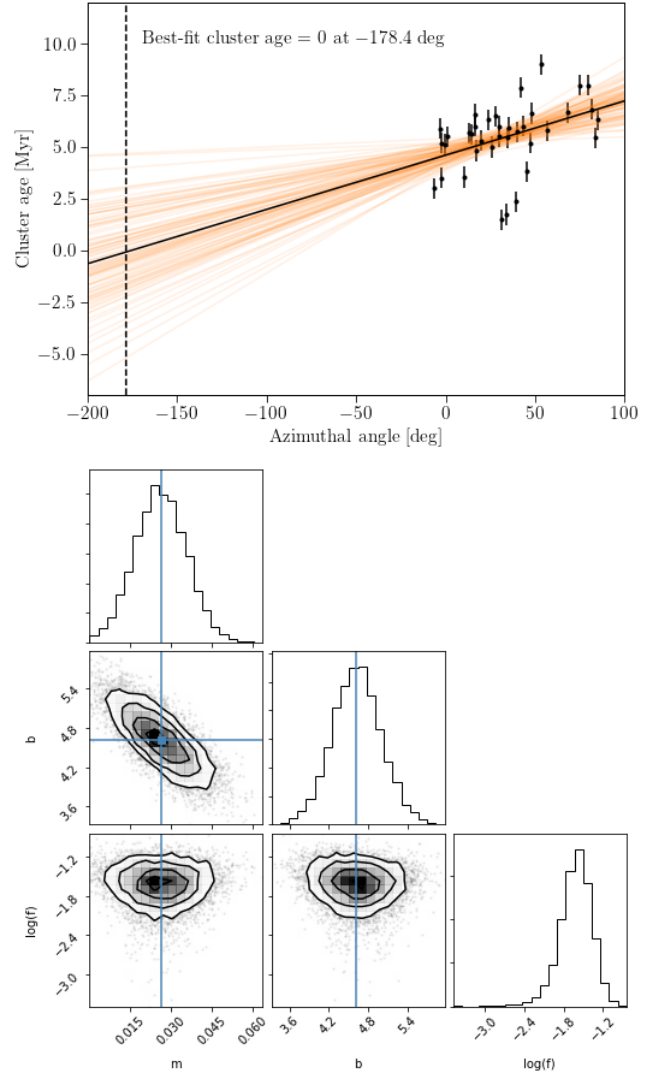 Best-fit cluster age = 0 at −178.4 deg
Cluster age [Myr]
10.0
7.5
5.0
2.5
0.0
−2.5
−5.0
−200 −150 −100 −50 0 50 100
Azimuthal angle [deg]
b
5.4
4.8
4.2
3.6
log(f)
−1.2
−1.8
−2.4
−3.0
0.015 0.030 0.045 0.060
3.6 4.2 4.8 5.4
−3.0 −2.4 −1.8 −1.2
m b log(f)